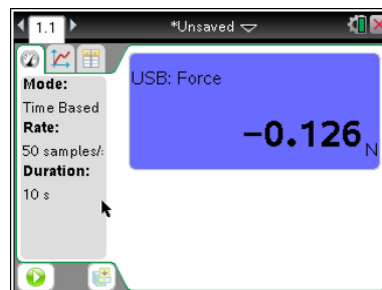 1.1
*Unsaved
Mode:
Time Based
Rate:
50 samples/:
Duration:
10 s
USB: Force
-0.126 N